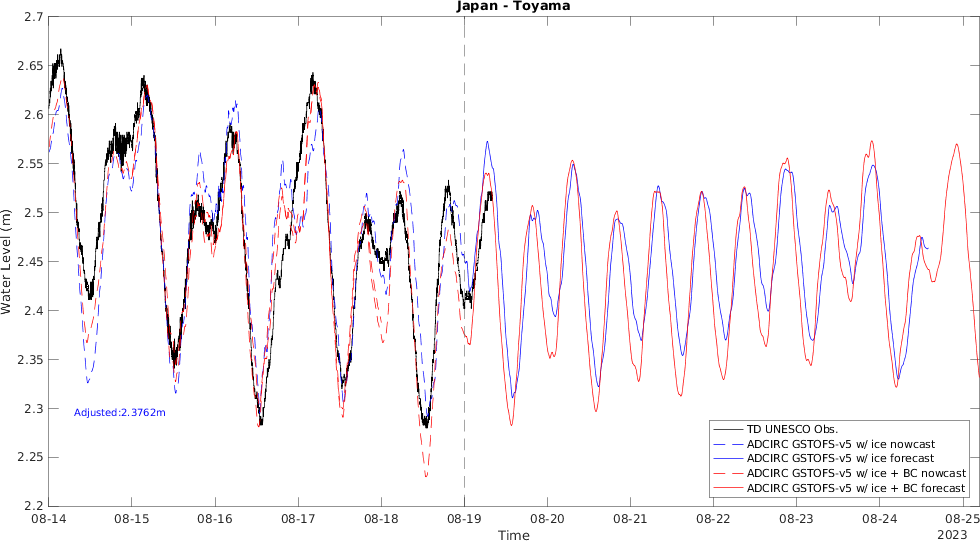 Japan - Toyama
2.7
2.65
2.6
2.55
2.5
2.45
2.4
2.35
2.3
2.25
2.2
Water Level (m)
Adjusted:2.3762m
TD UNESCO Obs.
ADCIRC GSTOFS-v5 w/ ice nowcast
ADCIRC GSTOFS-v5 w/ ice forecast
ADCIRC GSTOFS-v5 w/ ice + BC nowcast
ADCIRC GSTOFS-v5 w/ ice + BC forecast
08-14 08-15 08-16 08-17 08-18 08-19 08-20 08-21 08-22 08-23 08-24 08-25
Time
2023